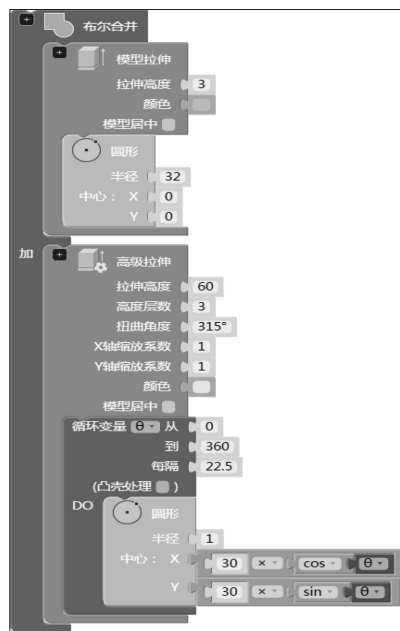 布尔合并
模型拉伸
拉伸高度 3
颜色
模型居中
圆形
半径 32
中心： X 0
Y 0
加
高级拉伸
拉伸高度 60
高度层数 3
扭曲角度 315°
X轴缩放系数 1
Y轴缩放系数 1
颜色
模型居中
循环变量 θ 从 0
到 360
每隔 22.5
(凸壳处理)
DO
圆形
半径 1
中心： X 30 × cos θ
Y 30 × sin θ